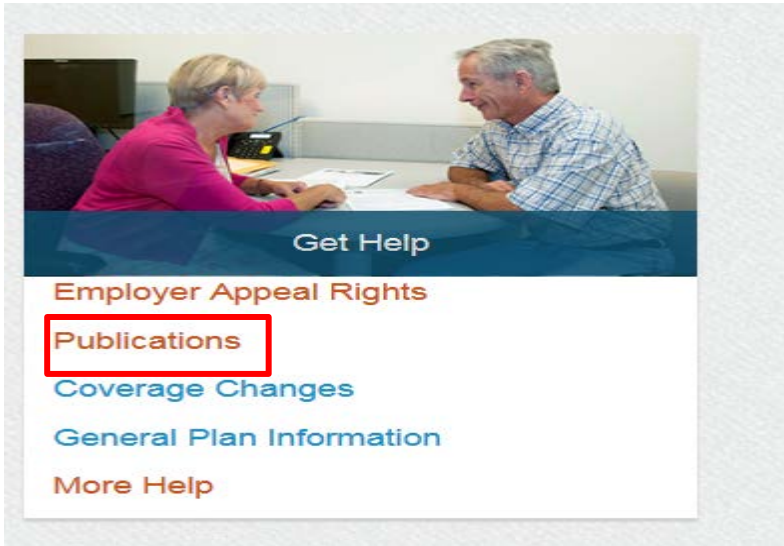 Get Help
Employer Appeal Rights
Publications
Coverage Changes
General Plan Information
More Help